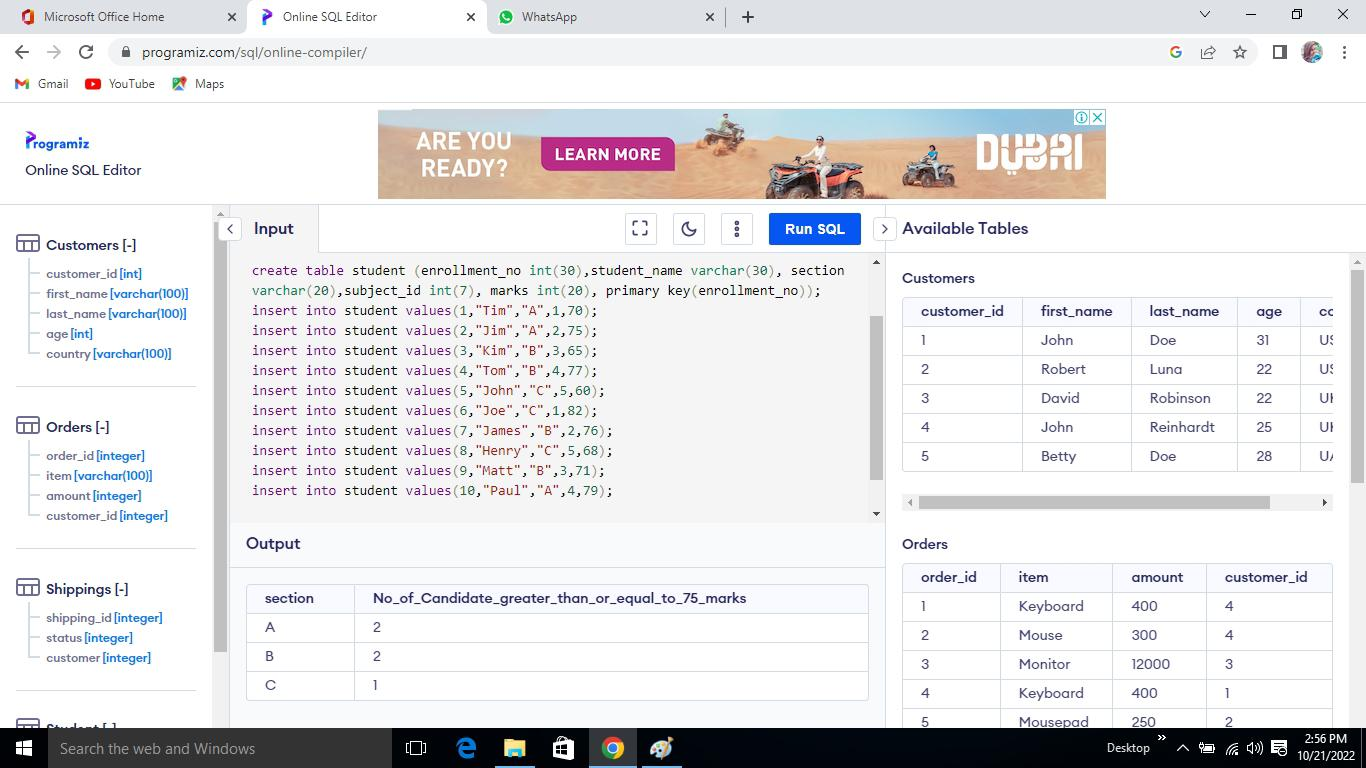 Microsoft Office Home
Online SQL Editor
WhatsApp
programiz.com/sql/online-compiler/
Gmail
YouTube
Maps
Programiz
Online SQL Editor
ARE YOU
READY?
LEARN MORE
DUBAI
Customers [-]
customer_id [int]
first_name [varchar(100)]
last_name [varchar(100)]
age [int]
country [varchar(100)]
Orders [-]
order_id [integer]
item [varchar(100)]
amount [integer]
customer_id [integer]
Shippings [-]
shipping_id [integer]
status [integer]
customer [integer]
Student [-]
Input
Run SQL
create table student (enrollment_no int(30),student_name varchar(30), section
varchar(20),subject_id int(7), marks int(20), primary key(enrollment_no));
insert into student values(1,"Tim","A",1,70);
insert into student values(2,"Jim","A",2,75);
insert into student values(3,"Kim","B",3,65);
insert into student values(4,"Tom","B",4,77);
insert into student values(5,"John","C",5,60);
insert into student values(6,"Joe","C",1,82);
insert into student values(7,"James","B",2,76);
insert into student values(8,"Henry","C",5,68);
insert into student values(9,"Matt","B",3,71);
insert into student values(10,"Paul","A",4,79);
Output
section No_of_Candidate_greater_than_or_equal_to_75_marks
A 2
B 2
C 1
Available Tables
Customers
customer_id first_name last_name age co
1 John Doe 31 US
2 Robert Luna 22 US
3 David Robinson 22 UK
4 John Reinhardt 25 UK
5 Betty Doe 28 UA
Orders
order_id item amount customer_id
1 Keyboard 400 4
2 Mouse 300 4
3 Monitor 12000 3
4 Keyboard 400 1
5 Mousepad 250 2
Search the web and Windows
Desktop
2:56 PM
10/21/2022